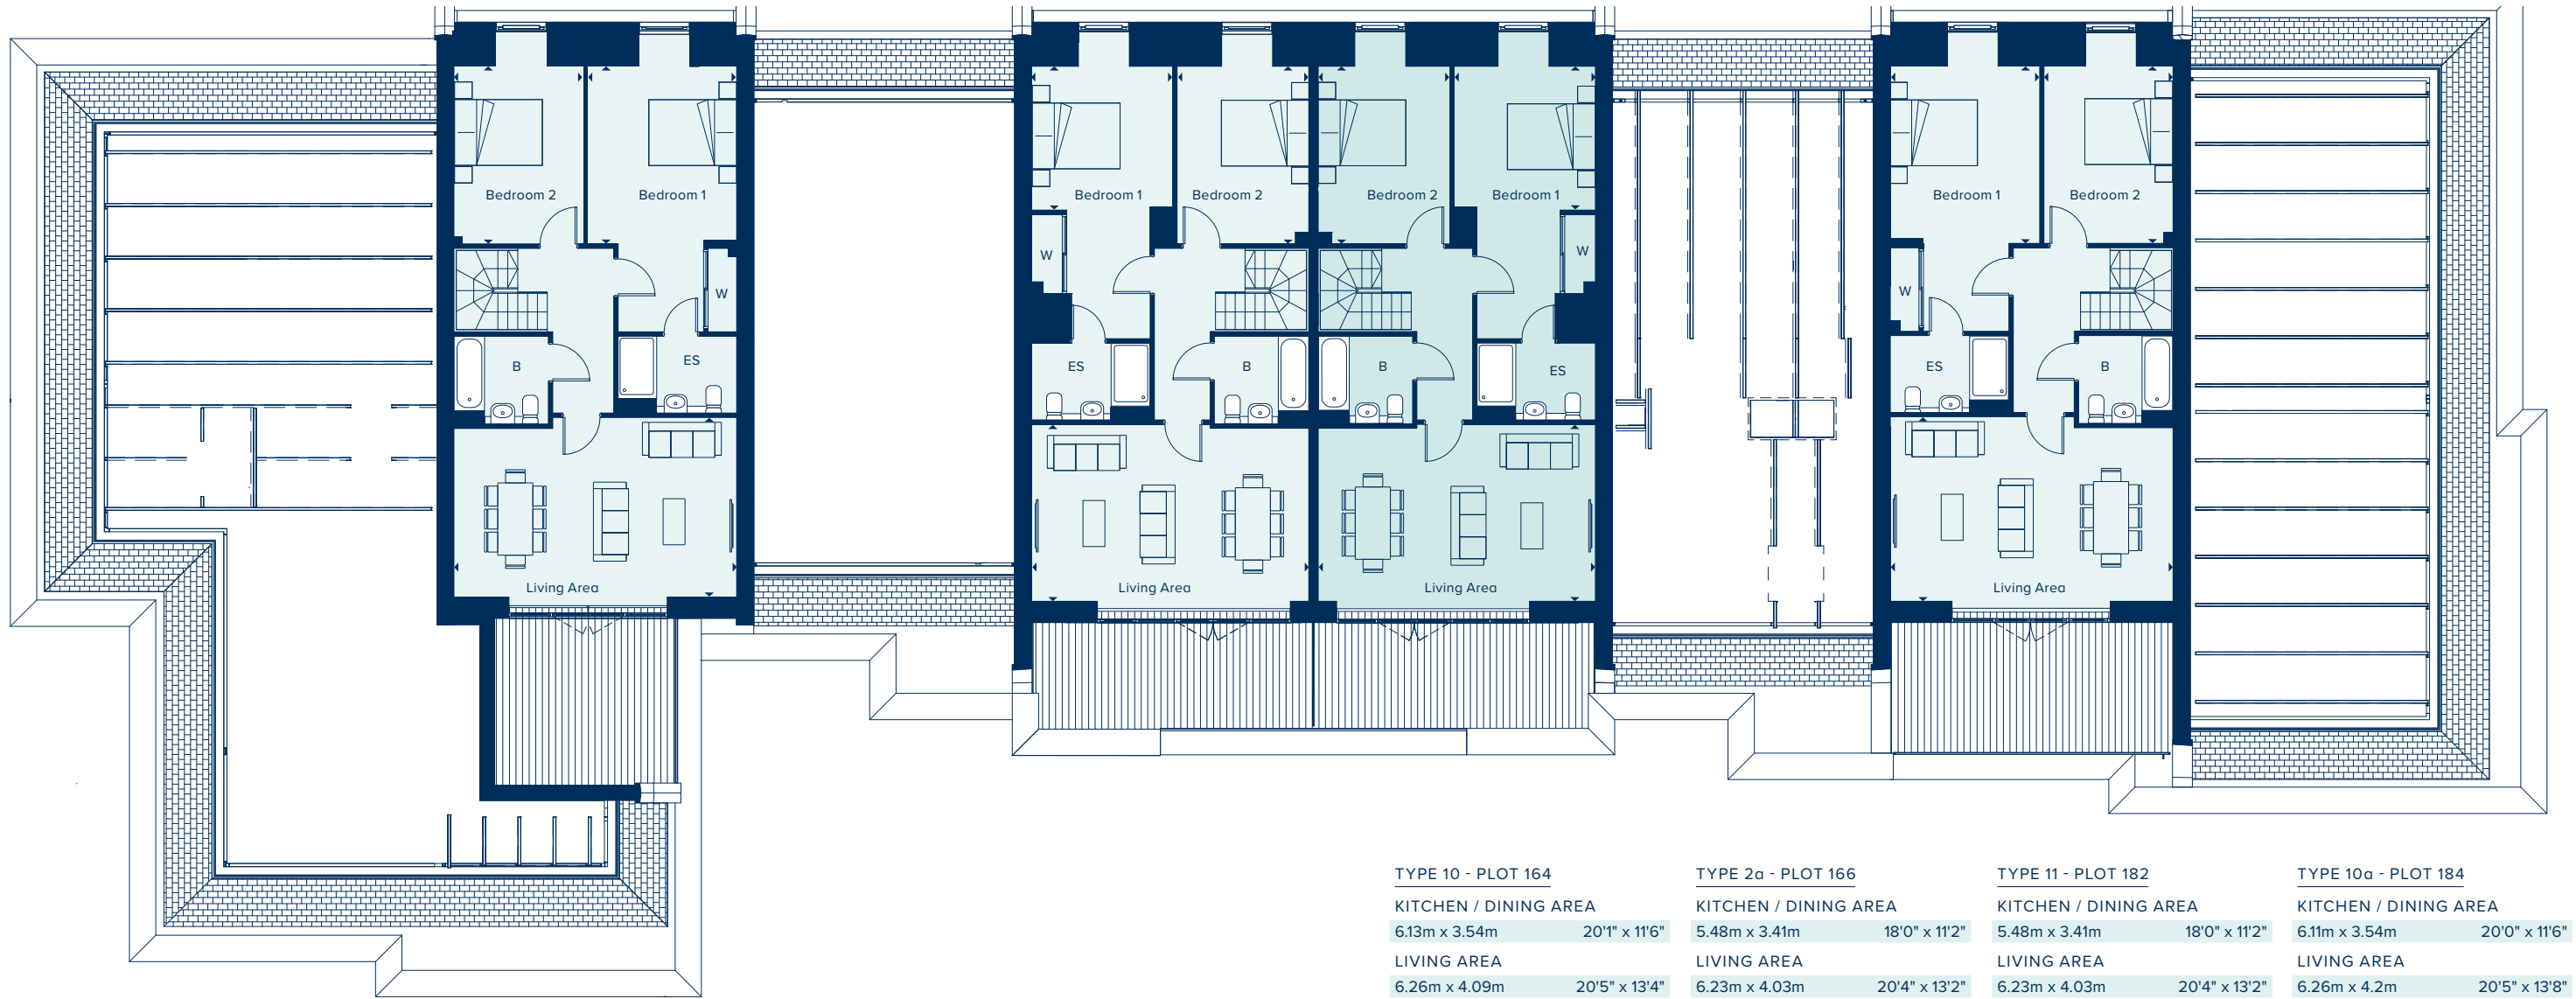 Bedroom 2
Bedroom 1
W
B
ES
Living Area
Bedroom 1
Bedroom 2
W
ES
B
Living Area
Bedroom 2
Bedroom 1
W
B
ES
Living Area
Bedroom 1
Bedroom 2
W
ES
B
Living Area
TYPE 10 - PLOT 164
KITCHEN / DINING AREA
6.13m x 3.54m 20'1" x 11'6"
LIVING AREA
6.26m x 4.09m 20'5" x 13'4"
TYPE 2a - PLOT 166
KITCHEN / DINING AREA
5.48m x 3.41m 18'0" x 11'2"
LIVING AREA
6.23m x 4.03m 20'4" x 13'2"
TYPE 11 - PLOT 182
KITCHEN / DINING AREA
5.48m x 3.41m 18'0" x 11'2"
LIVING AREA
6.23m x 4.03m 20'4" x 13'2"
TYPE 10a - PLOT 184
KITCHEN / DINING AREA
6.11m x 3.54m 20'0" x 11'6"
LIVING AREA
6.26m x 4.2m 20'5" x 13'8"